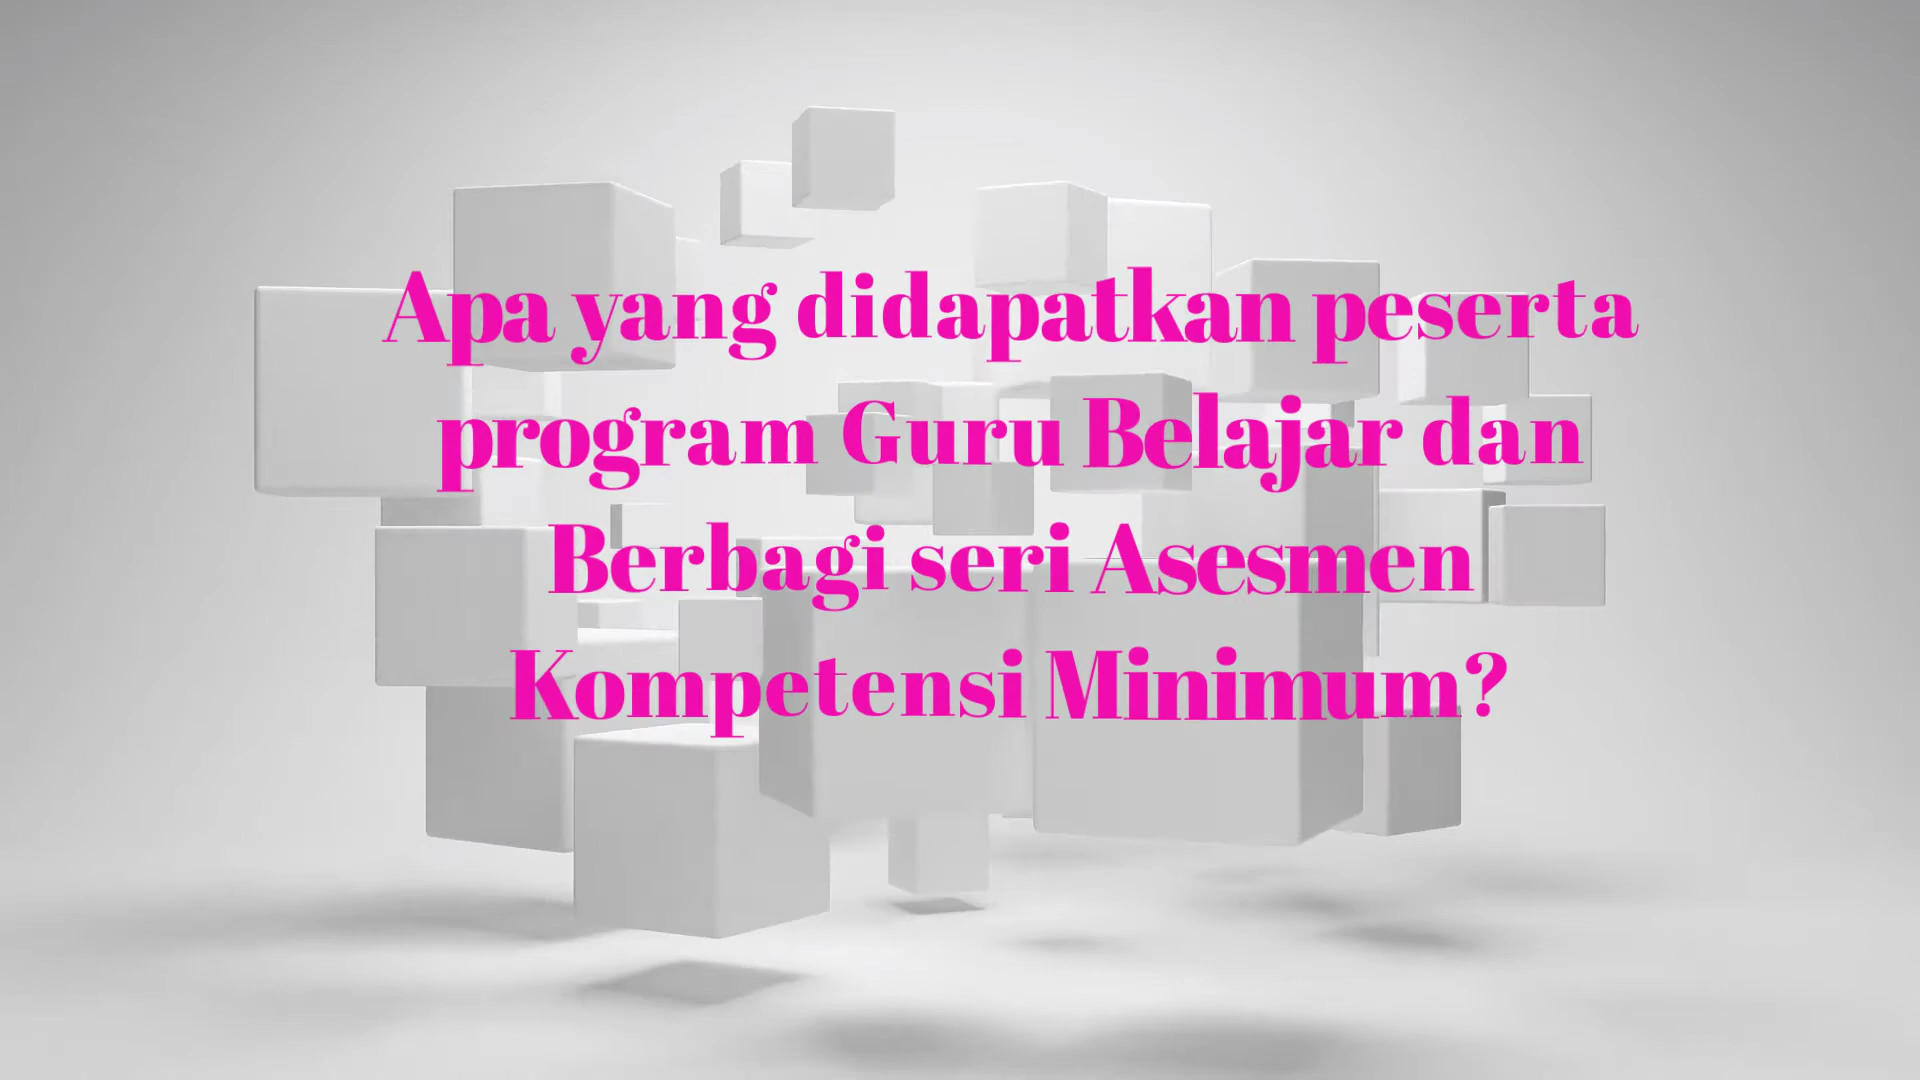 Apa yang didapatkan peserta
program Guru Belajar dan
Berbagi seri Asesmen
Kompetensi Minimum?